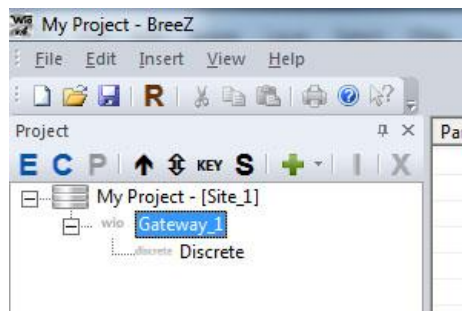 My Project - BreeZ
File Edit Insert View Help
R
Project
Pa
E C P KEY S I X
My Project - [Site_1]
wio Gateway_1
discrete Discrete